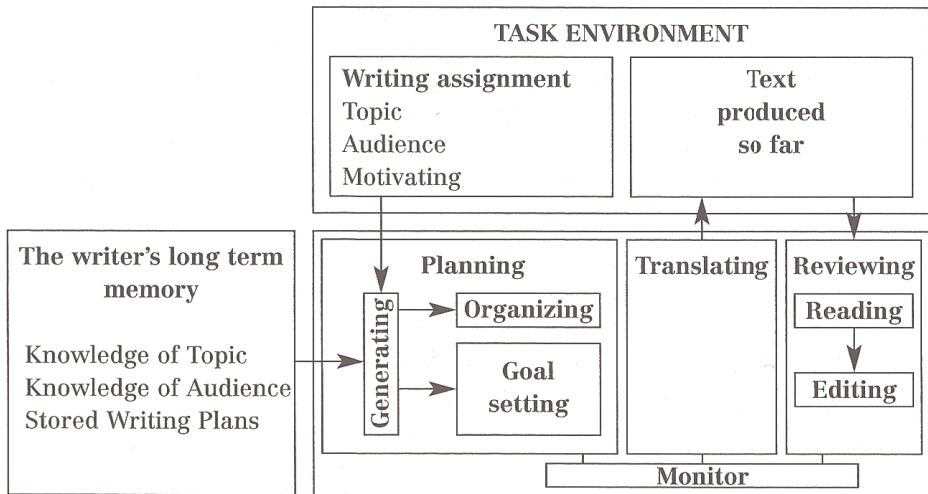 TASK ENVIRONMENT
Writing assignment
Topic
Audience
Motivating
Text
produced
so far
The writer's long term
memory
Knowledge of Topic
Knowledge of Audience
Stored Writing Plans
Planning
Generating
Organizing
Goal
setting
Translating
Reviewing
Reading
Editing
Monitor